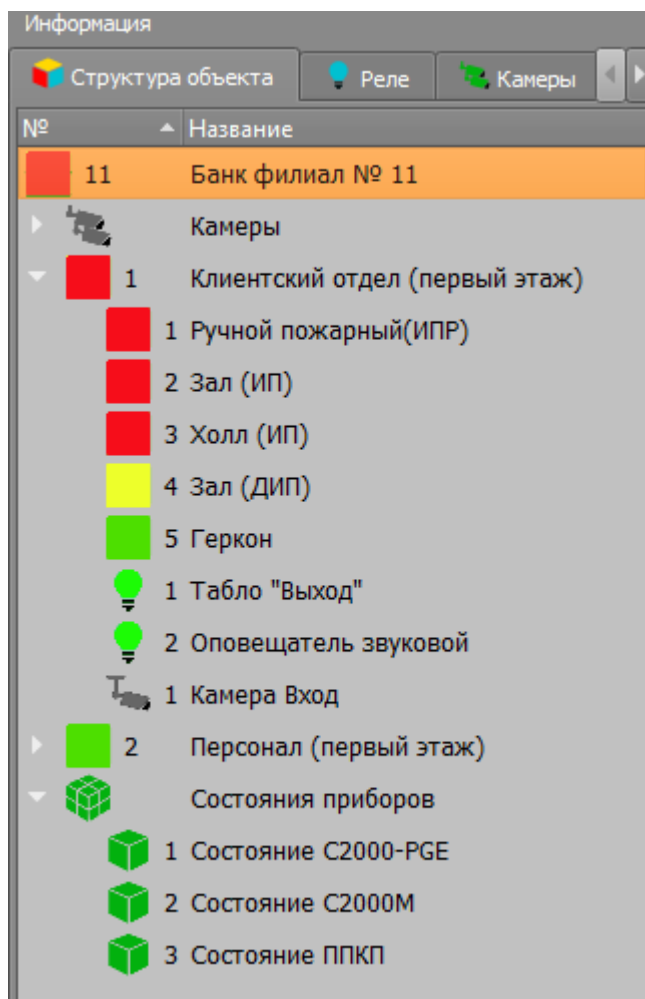 Информация
Структура объекта Реле Камеры
№ Название
11 Банк филиал № 11
Камеры
1 Клиентский отдел (первый этаж)
1 Ручной пожарный(ИПР)
2 Зал (ИП)
3 Холл (ИП)
4 Зал (ДИП)
5 Геркон
1 Табло "Выход"
2 Оповещатель звуковой
1 Камера Вход
2 Персонал (первый этаж)
Состояния приборов
1 Состояние С2000-PGE
2 Состояние С2000М
3 Состояние ППКП